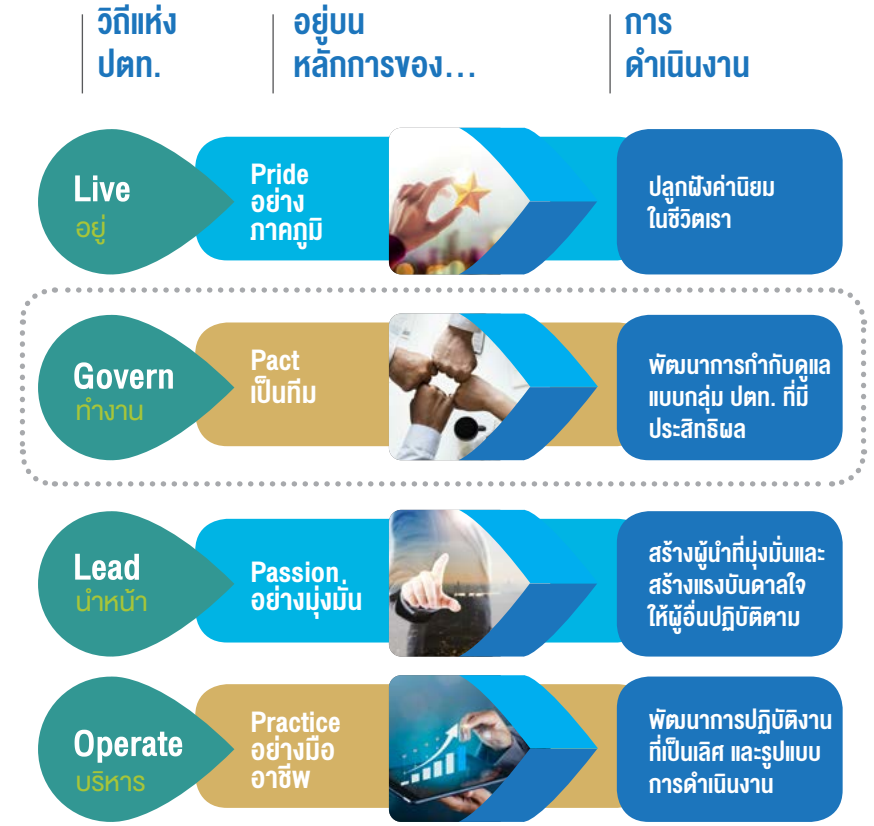 วิถีแห่ง
ปตท.
อยู่บน
หลักการของ...
การ
ดำเนินงาน
Live
อยู่
Pride
อย่าง
ภาคภูมิ
ปลูกฝังค่านิยม
ในชีวิตเรา
Govern
ทำงาน
Pact
เป็นทีม
พัฒนาการกำกับดูแล
แบบกลุ่ม ปตท. ที่มี
ประสิทธิผล
Lead
นำหน้า
Passion
อย่างมุ่งมั่น
สร้างผู้นำที่มุ่งมั่นและ
สร้างแรงบันดาลใจ
ให้ผู้อื่นปฏิบัติตาม
Operate
บริหาร
Practice
อย่างมือ
อาชีพ
พัฒนาการปฏิบัติงาน
ที่เป็นเลิศ และรูปแบบ
การดำเนินงาน